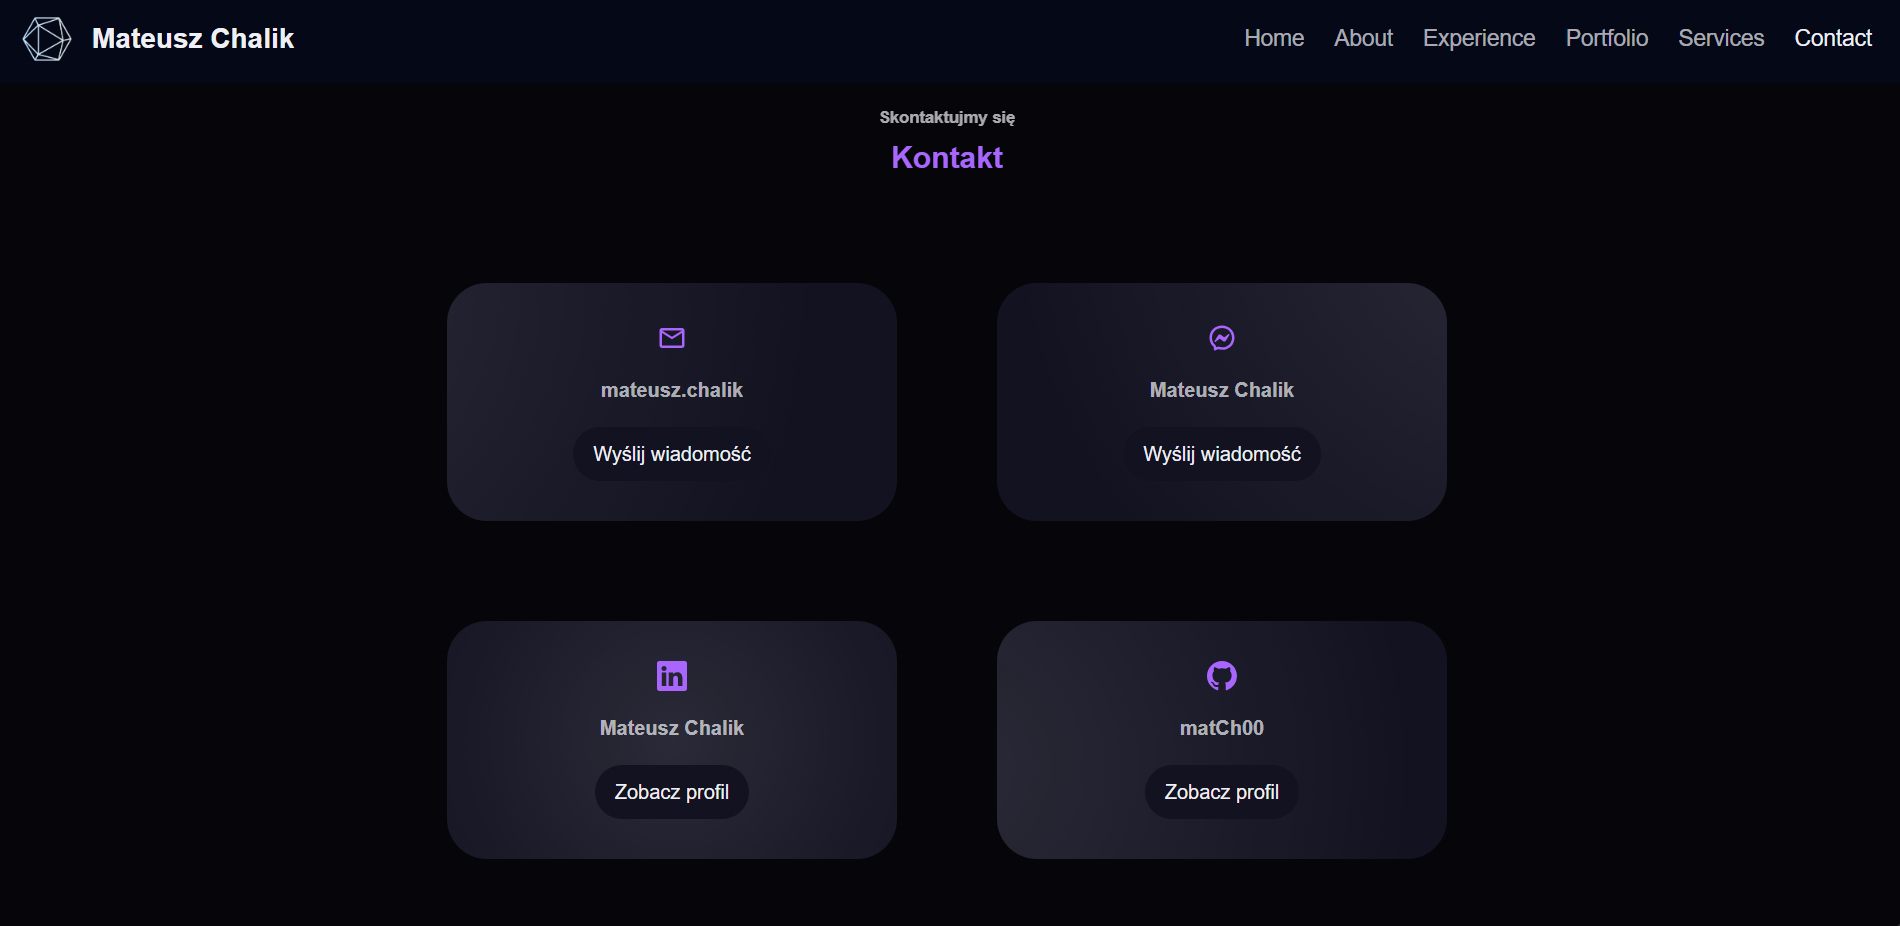 Mateusz Chalik
Home About Experience Portfolio Services Contact
Skontaktujmy się
Kontakt
mateusz.chalik
Wyślij wiadomość
Mateusz Chalik
Wyślij wiadomość
in
Mateusz Chalik
Zobacz profil
matCh00
Zobacz profil